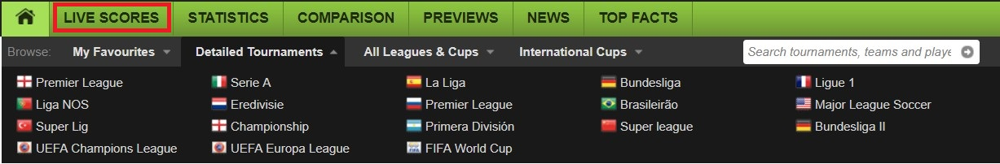 LIVE SCORES STATISTICS COMPARISON PREVIEWS NEWS TOP FACTS
Browse: My Favourites Detailed Tournaments All Leagues & Cups International Cups Search tournaments, teams and playe
Premier League Serie A La Liga Bundesliga Ligue 1
Liga NOS Eredivisie Premier League Brasileirão Major League Soccer
Super Lig Championship Primera División Super league Bundesliga II
UEFA Champions League UEFA Europa League FIFA World Cup